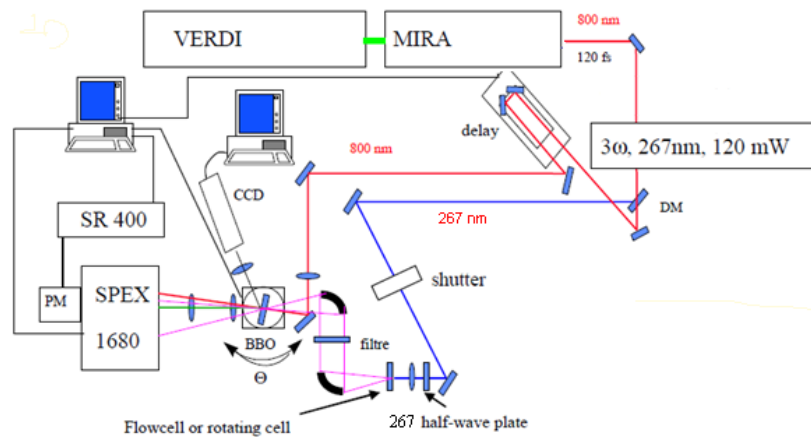 VERDI
MIRA
800 nm
120 fs
delay
3ω, 267nm, 120 mW
800 nm
CCD
267 nm
DM
SR 400
shutter
PM
SPEX
1680
BBO
filtre
Θ
Flowcell or rotating cell
267 half-wave plate